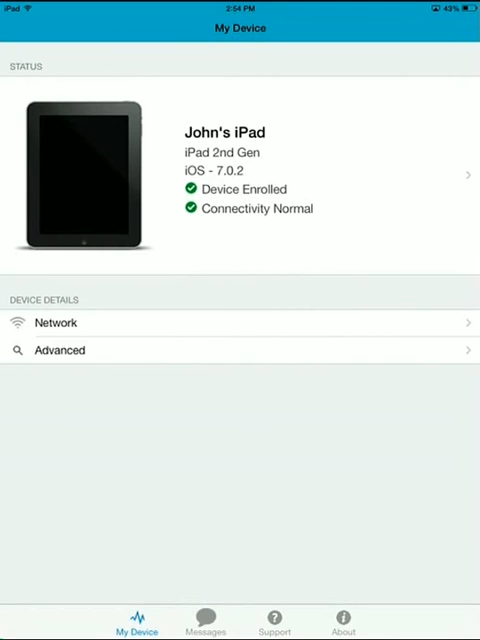 iPad
2:54 PM
43%
My Device
STATUS
John's iPad
iPad 2nd Gen
iOS - 7.0.2
Device Enrolled
Connectivity Normal
DEVICE DETAILS
Network
Advanced
My Device
Messages
Support
About